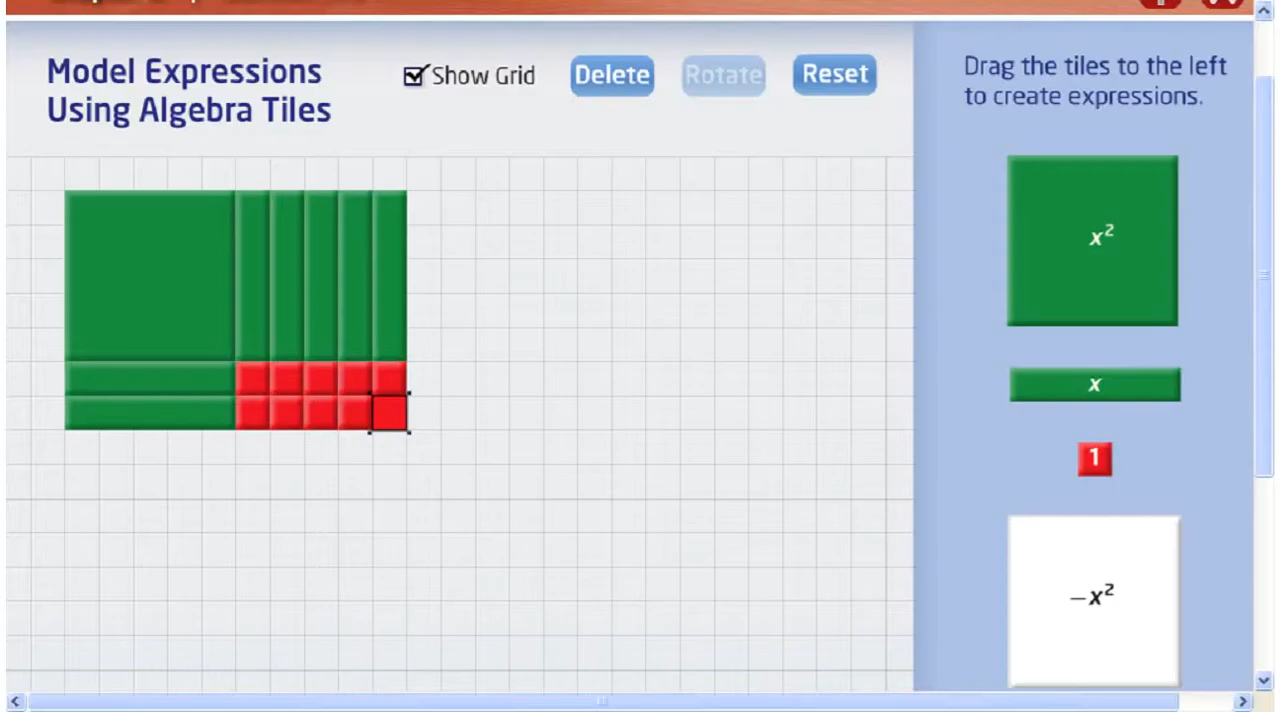 Model Expressions
Using Algebra Tiles
Show Grid
Delete
Rotate
Reset
Drag the tiles to the left
to create expressions.
x²
x
1
−x²